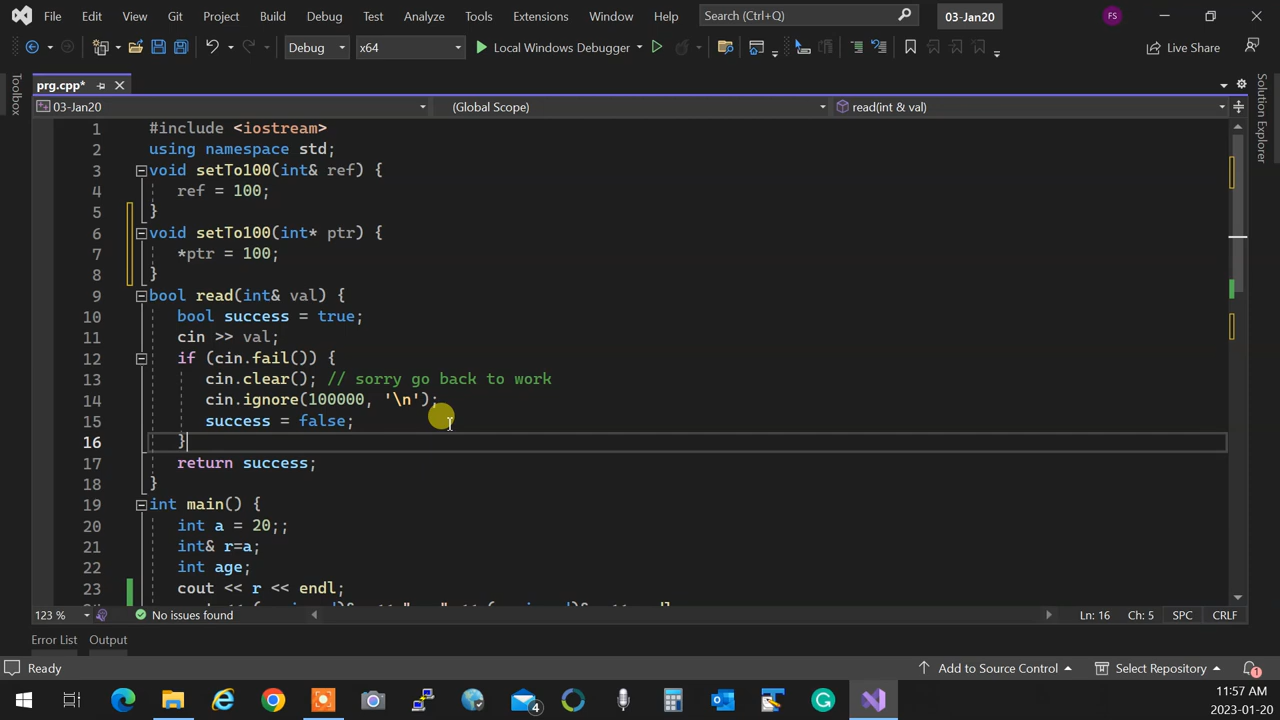 File Edit View Git Project Build Debug Test Analyze Tools Extensions Window Help Search (Ctrl+Q) 03-Jan20 FS
Debug x64 Local Windows Debugger Live Share
prg.cpp*
03-Jan20 (Global Scope) read(int & val)
Toolbox
Solution Explorer
1 #include <iostream>
2 using namespace std;
3 void setTo100(int& ref) {
4 ref = 100;
5 }
6 void setTo100(int* ptr) {
7 *ptr = 100;
8 }
9 bool read(int& val) {
10 bool success = true;
11 cin >> val;
12 if (cin.fail()) {
13 cin.clear(); // sorry go back to work
14 cin.ignore(100000, '\n');
15 success = false;
16 }
17 return success;
18 }
19 int main() {
20 int a = 20;;
21 int& r=a;
22 int age;
23 cout << r << endl;
123 % No issues found Ln: 16 Ch: 5 SPC CRLF
Error List Output
Ready Add to Source Control Select Repository 1
4
11:57 AM
2023-01-20